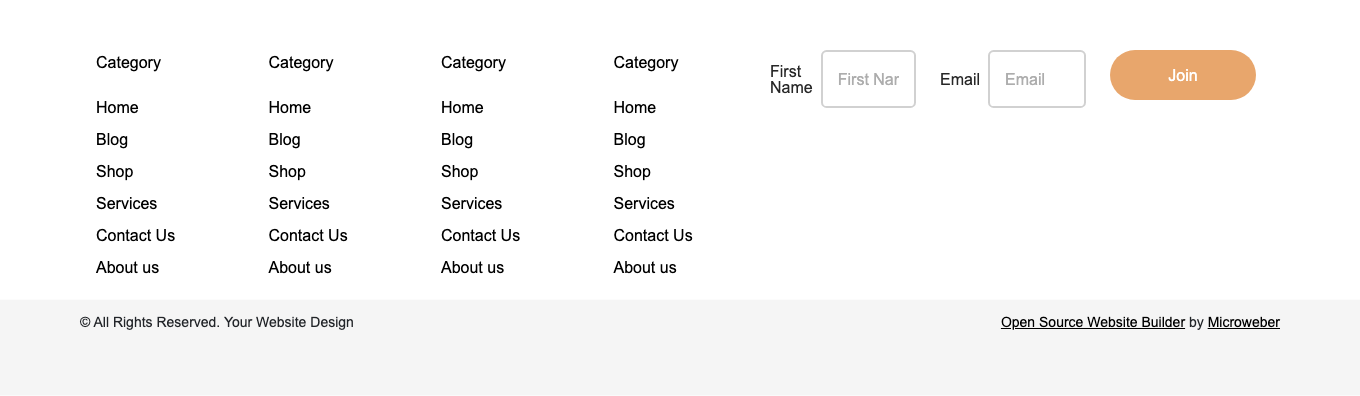 Category
Home
Blog
Shop
Services
Contact Us
About us
Category
Home
Blog
Shop
Services
Contact Us
About us
Category
Home
Blog
Shop
Services
Contact Us
About us
Category
Home
Blog
Shop
Services
Contact Us
About us
First
Name
First Nar
Email
Email
Join
© All Rights Reserved. Your Website Design
Open Source Website Builder by Microweber